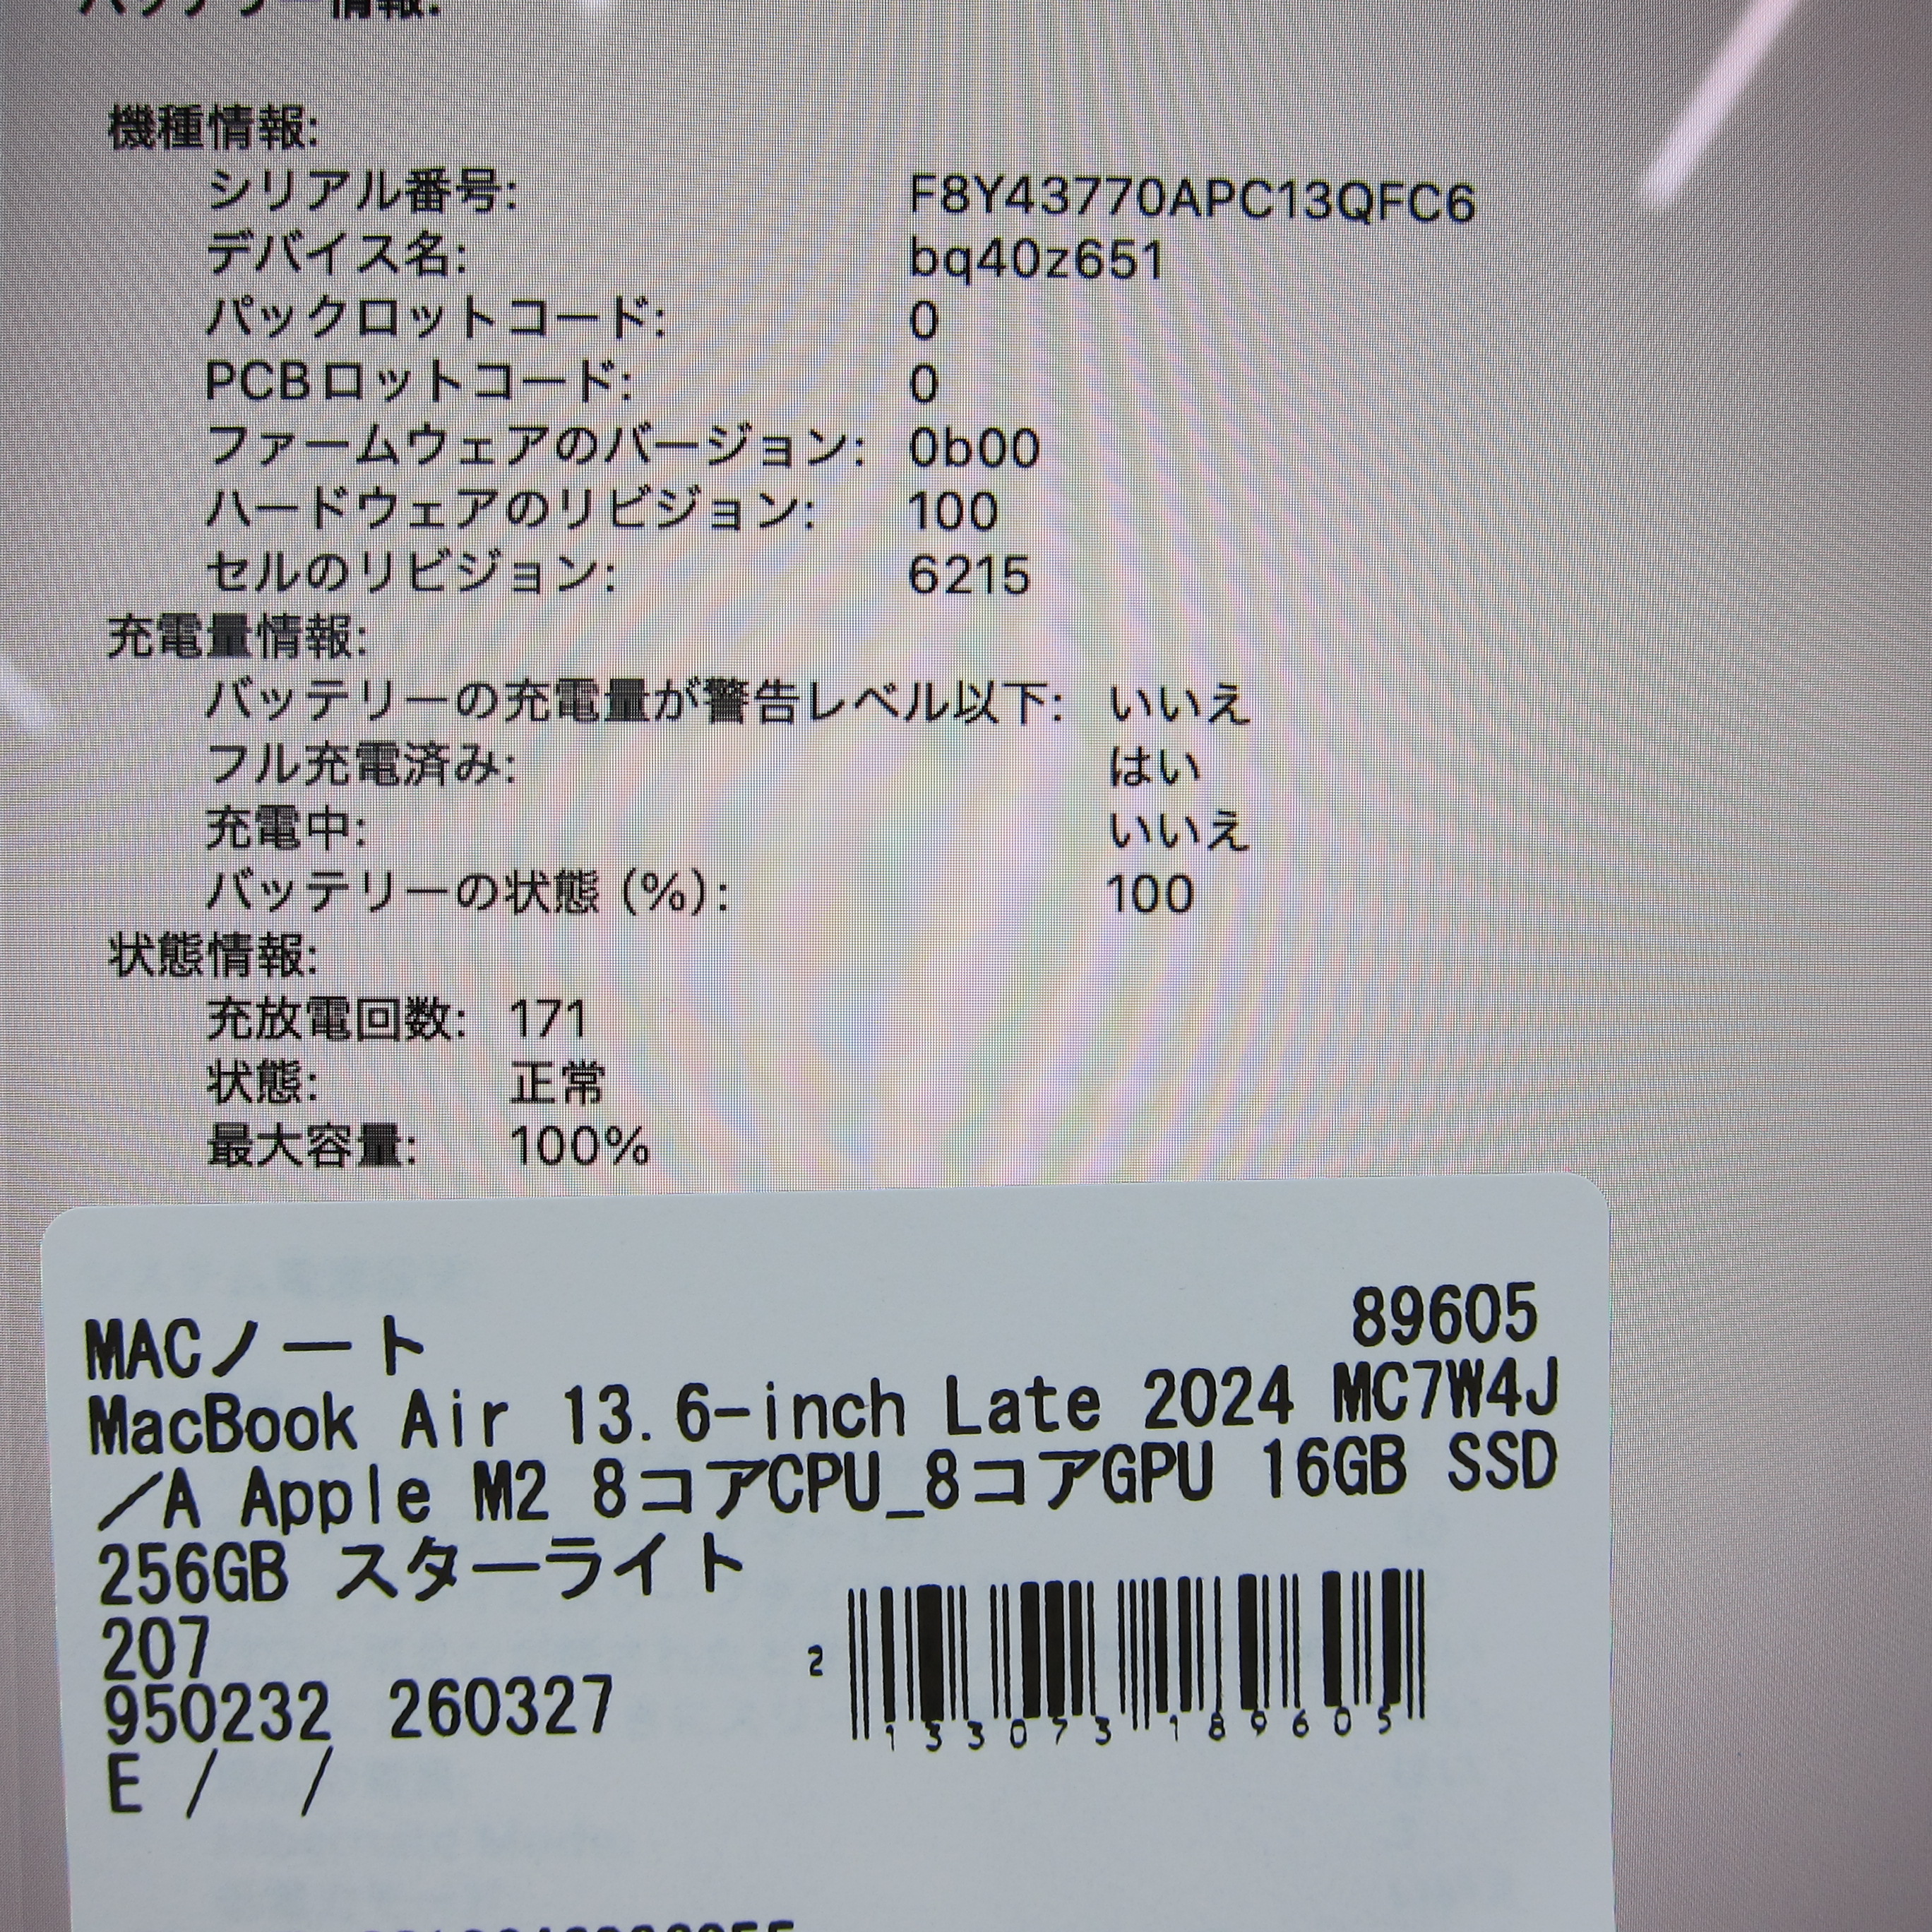 バッテリー情報:
機種情報:
シリアル番号: F8Y43770APC13QFC6
デバイス名: bq40z651
パックロットコード: 0
PCBロットコード: 0
ファームウェアのバージョン: 0b00
ハードウェアのリビジョン: 100
セルのリビジョン: 6215
充電量情報:
バッテリーの充電量が警告レベル以下: いいえ
フル充電済み: はい
充電中: いいえ
バッテリーの状態 (%): 100
状態情報:
充放電回数: 171
状態: 正常
最大容量: 100%
89605
MACノート
MacBook Air 13.6-inch Late 2024 MC7W4J
/A Apple M2 8コアCPU_8コアGPU 16GB SSD
256GB スターライト
207
950232 260327
E / /
2 133073 189605